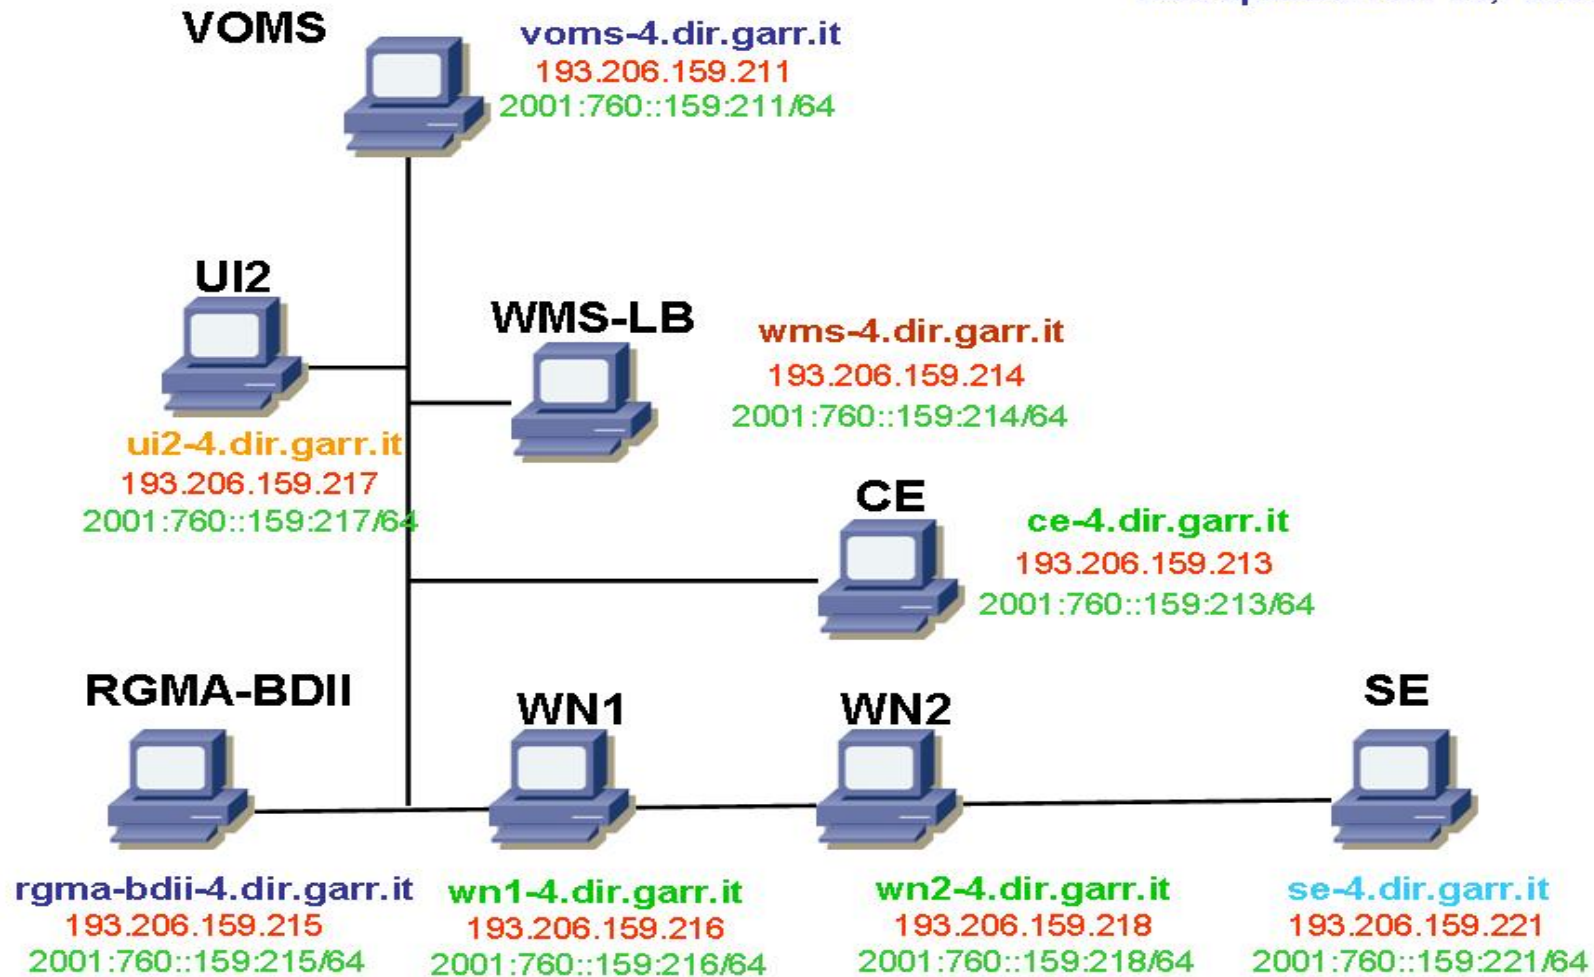 VOMS
voms-4.dir.garr.it
193.206.159.211
2001:760::159:211/64
UI2
ui2-4.dir.garr.it
193.206.159.217
2001:760::159:217/64
WMS-LB
wms-4.dir.garr.it
193.206.159.214
2001:760::159:214/64
CE
ce-4.dir.garr.it
193.206.159.213
2001:760::159:213/64
RGMA-BDII
rgma-bdii-4.dir.garr.it
193.206.159.215
2001:760::159:215/64
WN1
wn1-4.dir.garr.it
193.206.159.216
2001:760::159:216/64
WN2
wn2-4.dir.garr.it
193.206.159.218
2001:760::159:218/64
SE
se-4.dir.garr.it
193.206.159.221
2001:760::159:221/64